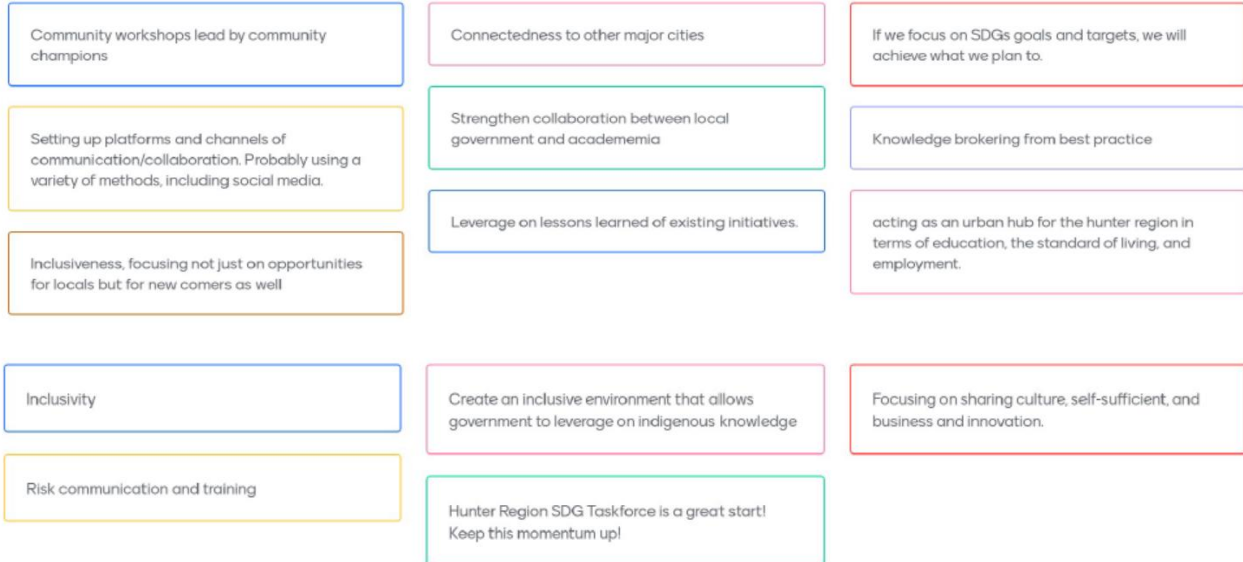 Community workshops lead by community
champions
Setting up platforms and channels of
communication/collaboration. Probably using a
variety of methods, including social media.
Inclusiveness, focusing not just on opportunities
for locals but for new comers as well
Connectedness to other major cities
Strengthen collaboration between local
government and academemia
Leverage on lessons learned of existing initiatives.
If we focus on SDGs goals and targets, we will
achieve what we plan to.
Knowledge brokering from best practice
acting as an urban hub for the hunter region in
terms of education, the standard of living, and
employment.
Inclusivity
Risk communication and training
Create an inclusive environment that allows
government to leverage on indigenous knowledge
Hunter Region SDG Taskforce is a great start!
Keep this momentum up!
Focusing on sharing culture, self-sufficient, and
business and innovation.